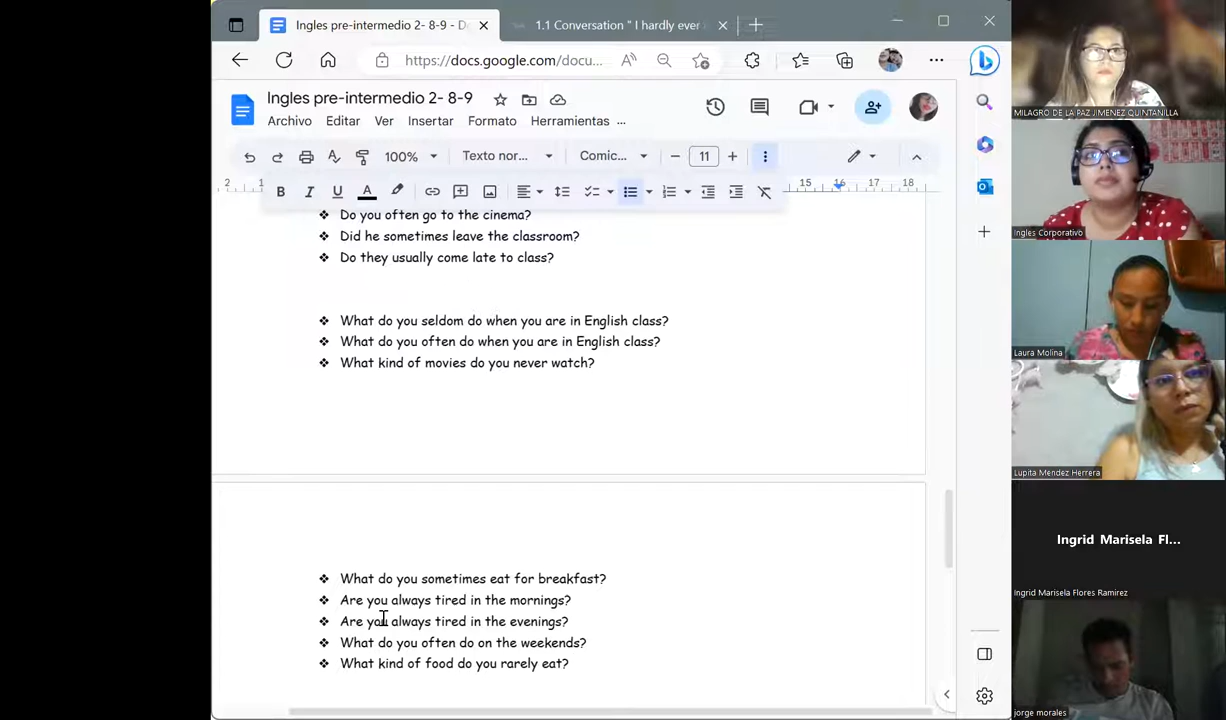 Ingles pre-intermedio 2- 8-9 - D
1.1 Conversation " I hardly ever
https://docs.google.com/docu...
Ingles pre-intermedio 2- 8-9
Archivo Editar Ver Insertar Formato Herramientas ...
100% Texto nor... Comic... 11
2 1 15 16 17 18
Do you often go to the cinema?
Did he sometimes leave the classroom?
Do they usually come late to class?
What do you seldom do when you are in English class?
What do you often do when you are in English class?
What kind of movies do you never watch?
What do you sometimes eat for breakfast?
Are you always tired in the mornings?
Are you always tired in the evenings?
What do you often do on the weekends?
What kind of food do you rarely eat?
MILAGRO DE LA PAZ JIMENEZ QUINTANILLA
Ingles Corporativo
Laura Molina
Lupita Mendez Herrera
Ingrid Marisela Fl...
Ingrid Marisela Flores Ramirez
jorge morales